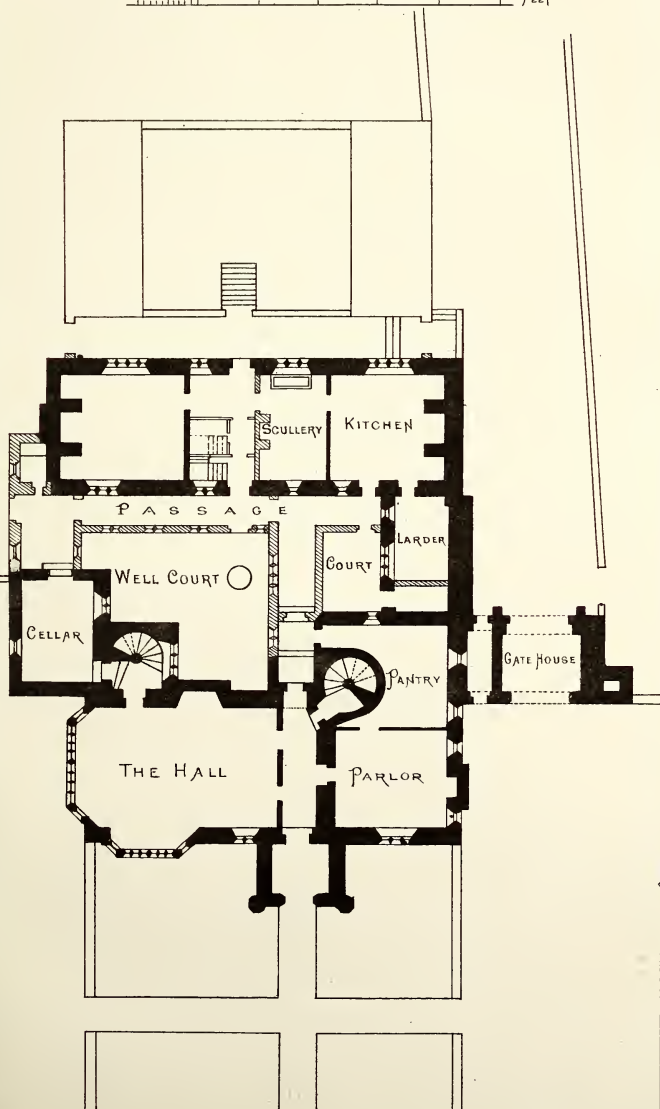 SCULLERY
KITCHEN
PASSAGE
LARDER
COURT
WELL COURT
CELLAR
GATE HOUSE
PANTRY
THE HALL
PARLOR